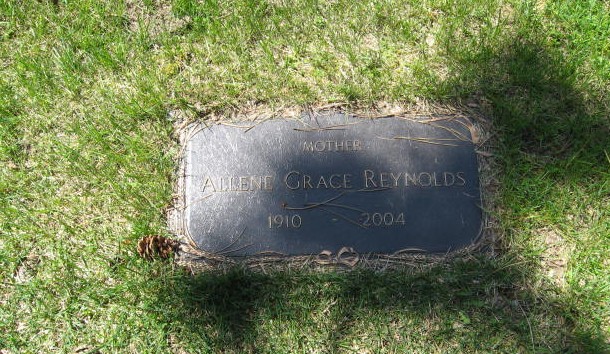 MOTHER
ALLENE GRACE REYNOLDS
1910 - 2004